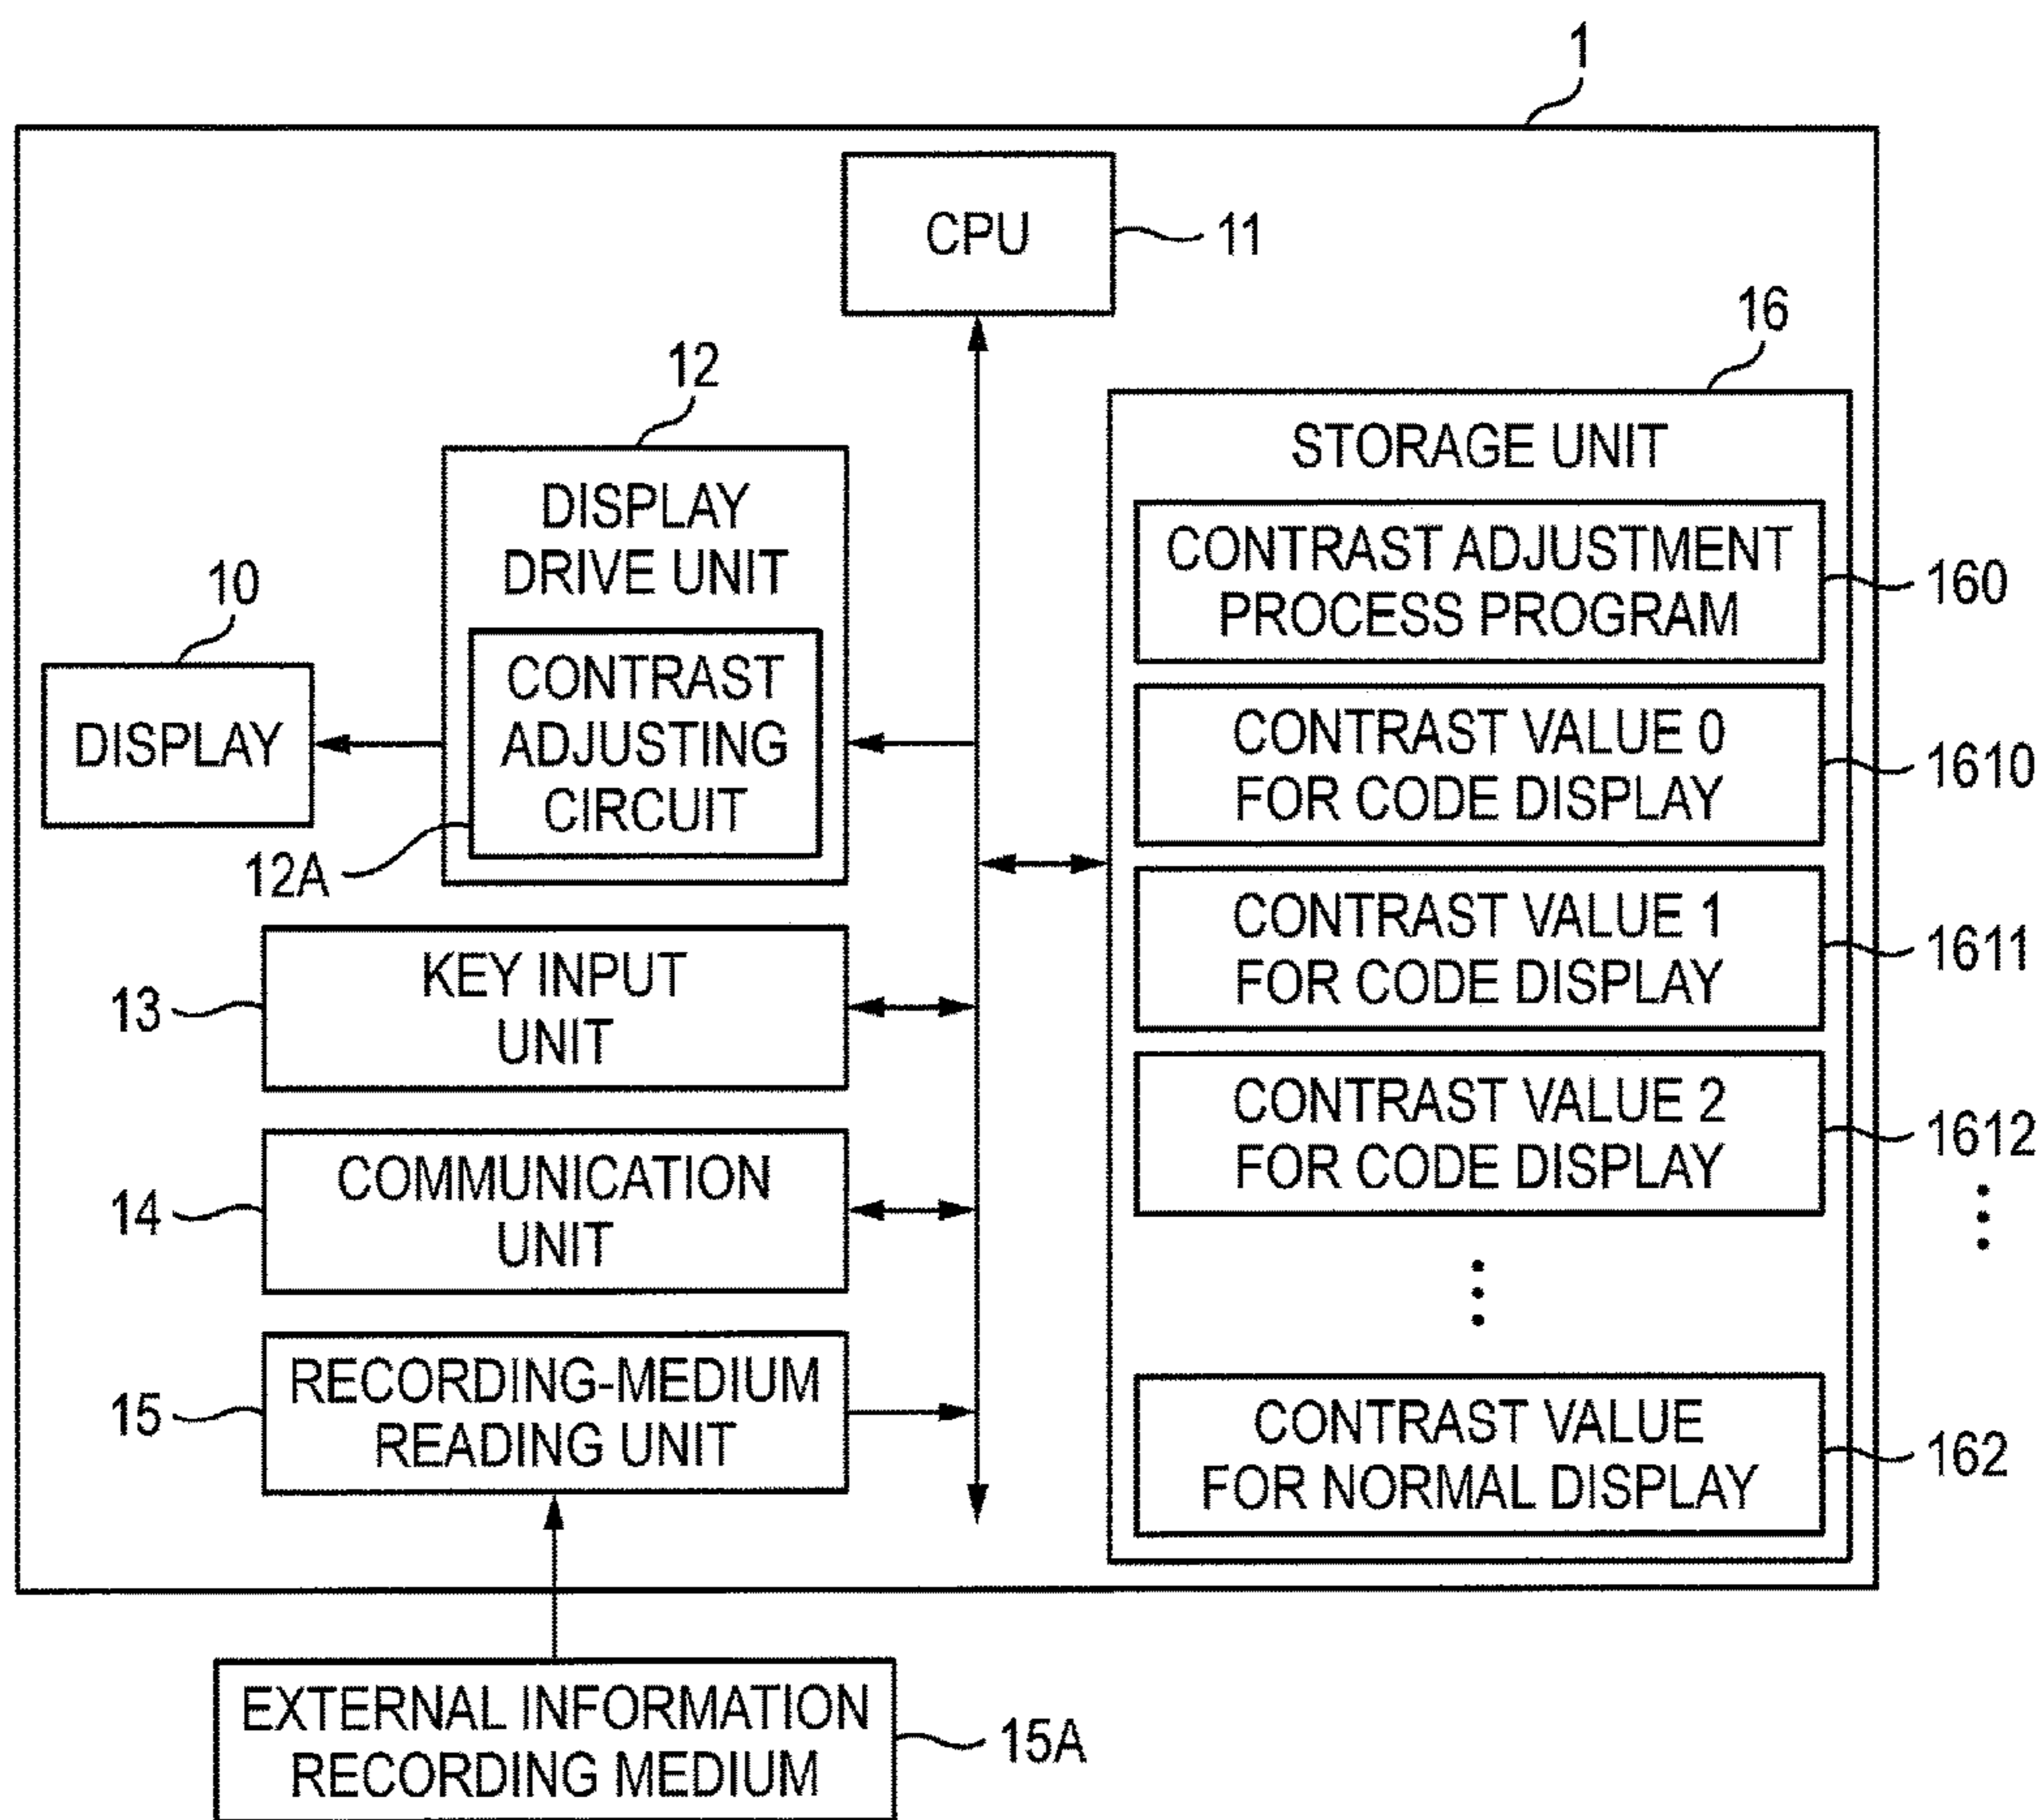 1
CPU
11
16
12
STORAGE UNIT
DISPLAY
DRIVE UNIT
CONTRAST ADJUSTMENT
PROCESS PROGRAM
160
10
DISPLAY
CONTRAST
ADJUSTING
CIRCUIT
12A
CONTRAST VALUE 0
FOR CODE DISPLAY
1610
CONTRAST VALUE 1
FOR CODE DISPLAY
1611
KEY INPUT
UNIT
13
CONTRAST VALUE 2
FOR CODE DISPLAY
1612
COMMUNICATION
UNIT
14
RECORDING-MEDIUM
READING UNIT
15
CONTRAST VALUE
FOR NORMAL DISPLAY
162
EXTERNAL INFORMATION
RECORDING MEDIUM
15A